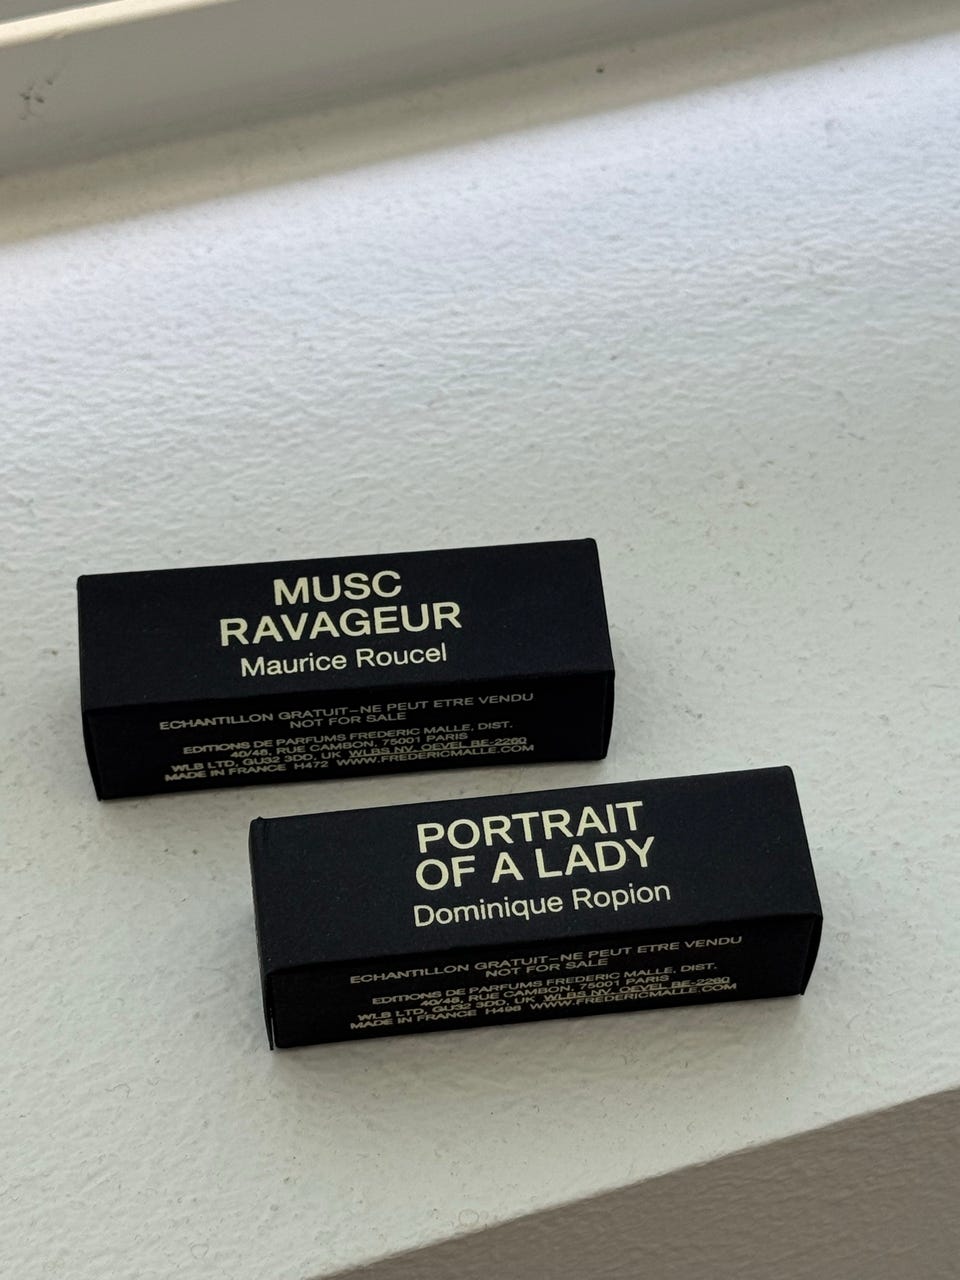 MUSC
RAVAGEUR
Maurice Roucel
ECHANTILLON GRATUIT-NE PEUT ETRE VENDU
NOT FOR SALE
EDITIONS DE PARFUMS FREDERIC MALLE, DIST.
40/48, RUE CAMBON, 75001 PARIS
WLB LTD, GU32 3DD, UK WLBS NV, OEVEL BE-2260
MADE IN FRANCE H472 WWW.FREDERICMALLE.COM
PORTRAIT
OF A LADY
Dominique Ropion
ECHANTILLON GRATUIT-NE PEUT ETRE VENDU
NOT FOR SALE
EDITIONS DE PARFUMS FREDERIC MALLE, DIST.
40/48, RUE CAMBON, 75001 PARIS
WLB LTD, GU32 3DD, UK WLBS NV, OEVEL BE-2260
MADE IN FRANCE H498 WWW.FREDERICMALLE.COM